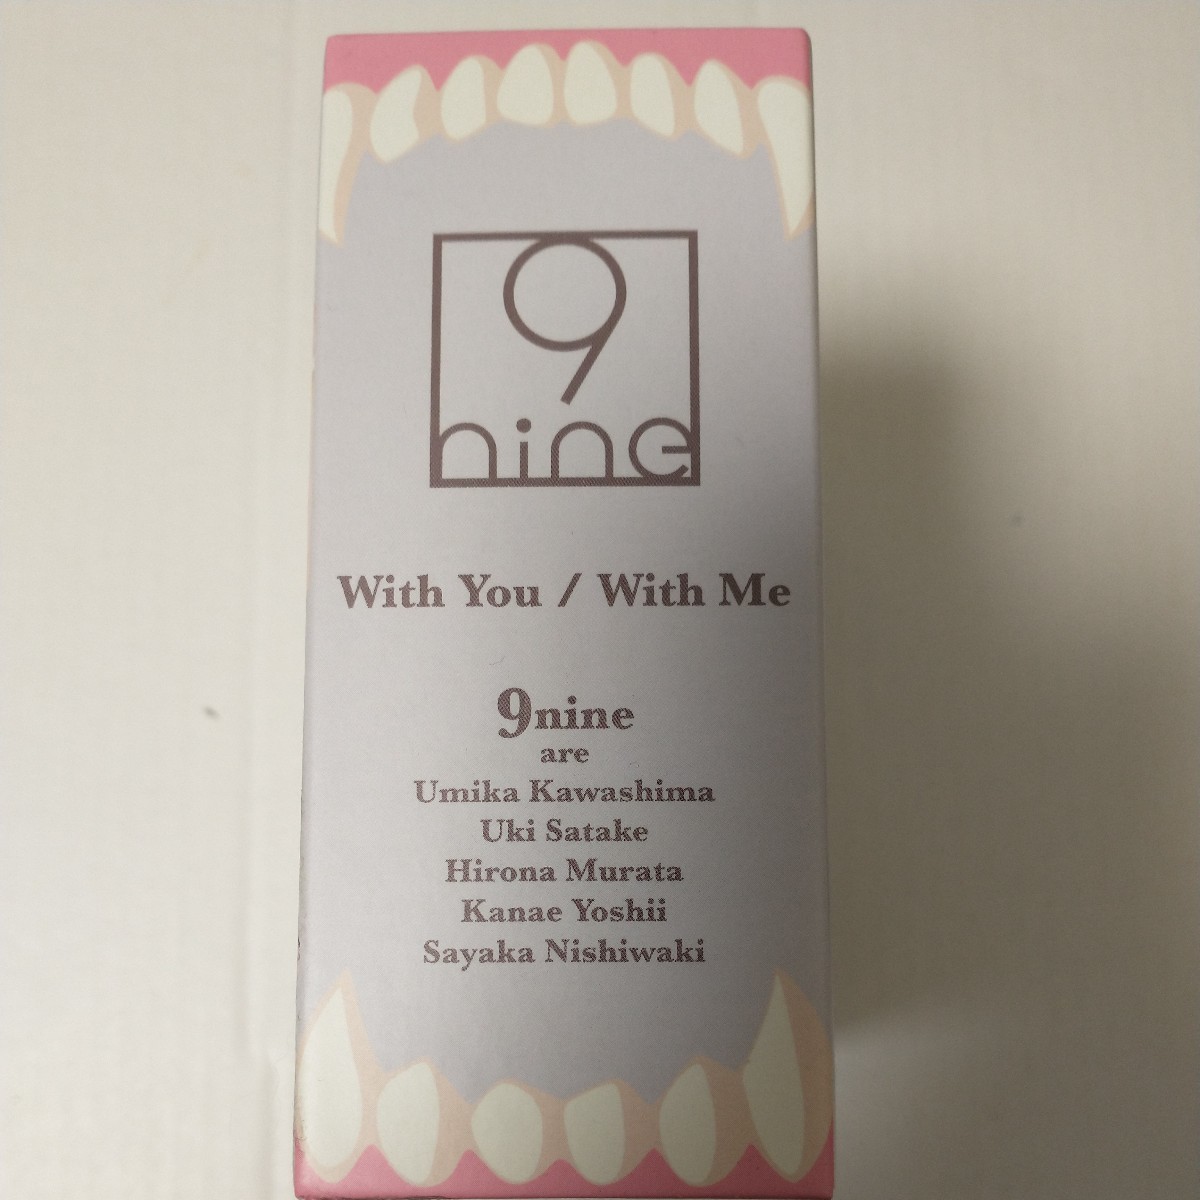 9
nine
With You / With Me
9nine
are
Umika Kawashima
Uki Satake
Hirona Murata
Kanae Yoshii
Sayaka Nishiwaki